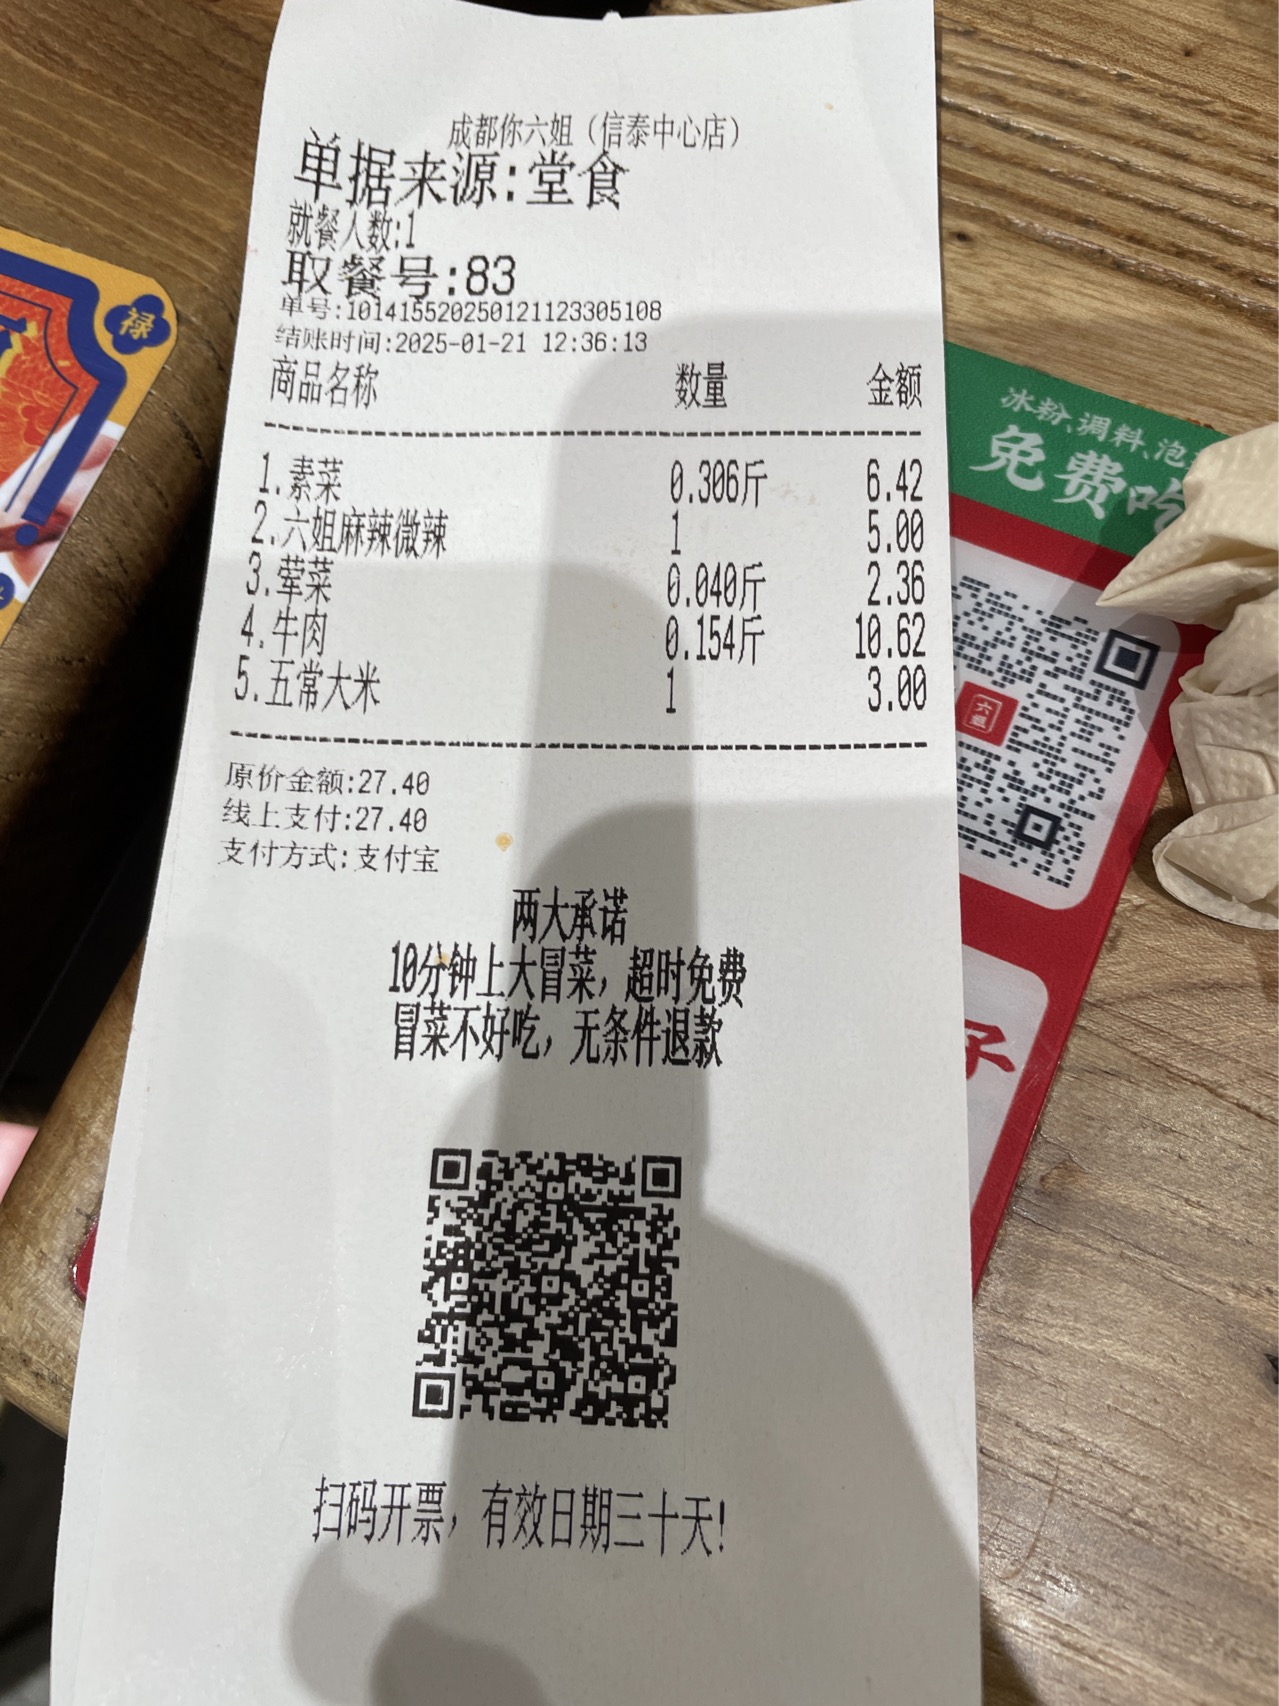 成都你六姐（信泰中心店）
单据来源:堂食
就餐人数:1
取餐号:83
单号:10141552025012111233051​08
结账时间:2025-01-21 12:36:13
商品名称 数量 金额
1.素菜 0.306斤 6.42
2.六姐麻辣微辣 1 5.00
3.荤菜 0.040斤 2.36
4.牛肉 0.154斤 10.62
5.五常大米 1 3.00
原价金额:27.40
线上支付:27.40
支付方式:支付宝
两大承诺
10分钟上大冒菜，超时免费
冒菜不好吃，无条件退款
扫码开票，有效日期三十天!
禄
冰粉、调料、泡
免费吃
六姐
子